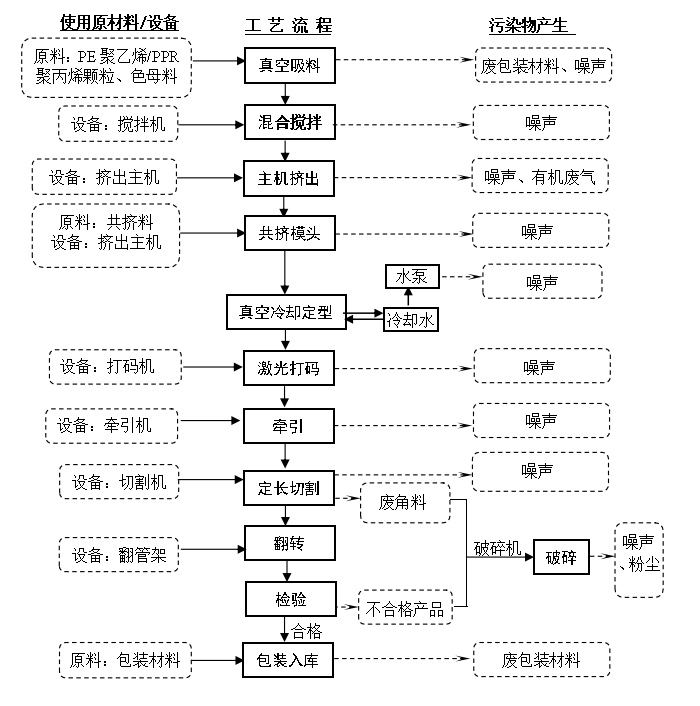 使用原材料/设备
工 艺 流 程
污染物产生
原料：PE 聚乙烯/PPR
聚丙烯颗粒、色母料
真空吸料
废包装材料、噪声
设备：搅拌机
混合搅拌
噪声
设备：挤出主机
主机挤出
噪声、有机废气
原料：共挤料
设备：挤出主机
共挤模头
噪声
水泵
噪声
真空冷却定型
冷却水
设备：打码机
激光打码
噪声
设备：牵引机
牵引
噪声
设备：切割机
定长切割
噪声
废角料
设备：翻管架
翻转
破碎机
破碎
噪声
、粉尘
检验
不合格产品
合格
原料：包装材料
包装入库
废包装材料